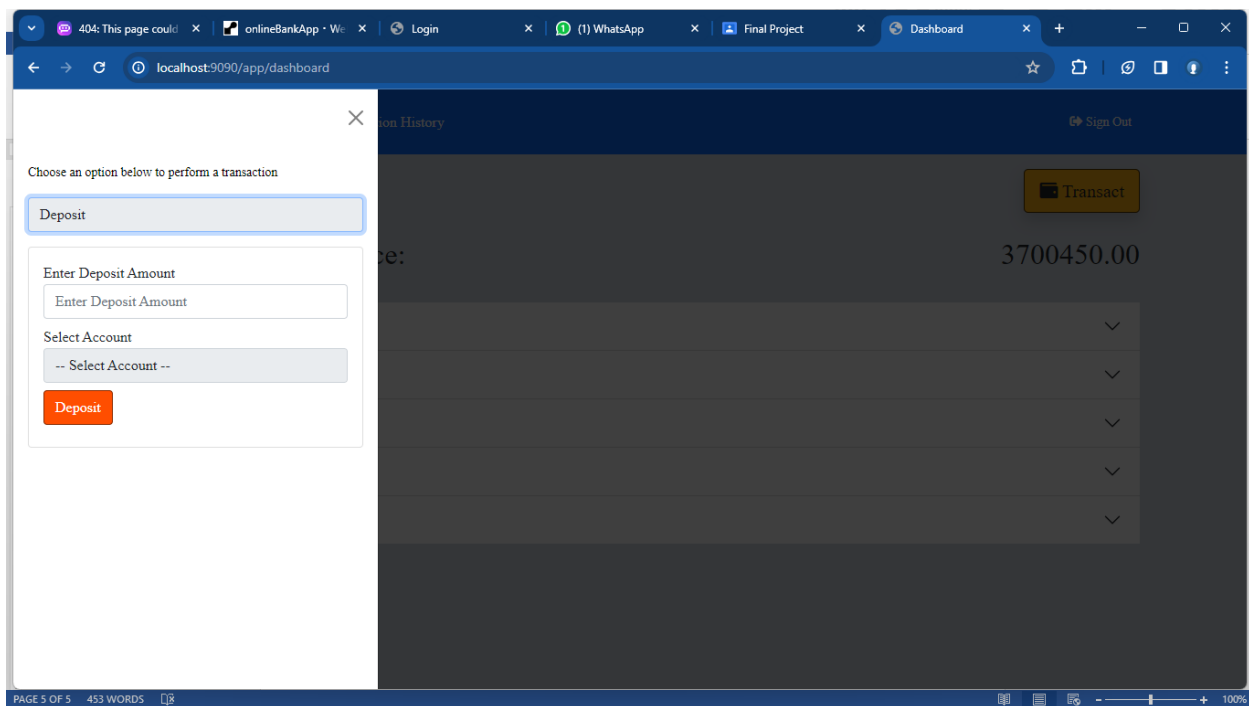 404: This page could
onlineBankApp • We
Login
(1) WhatsApp
Final Project
Dashboard
localhost:9090/app/dashboard
ion History
Sign Out
Choose an option below to perform a transaction
Transact
Deposit
ce:
3700450.00
Enter Deposit Amount
Enter Deposit Amount
Select Account
-- Select Account --
Deposit
PAGE 5 OF 5 453 WORDS
100%